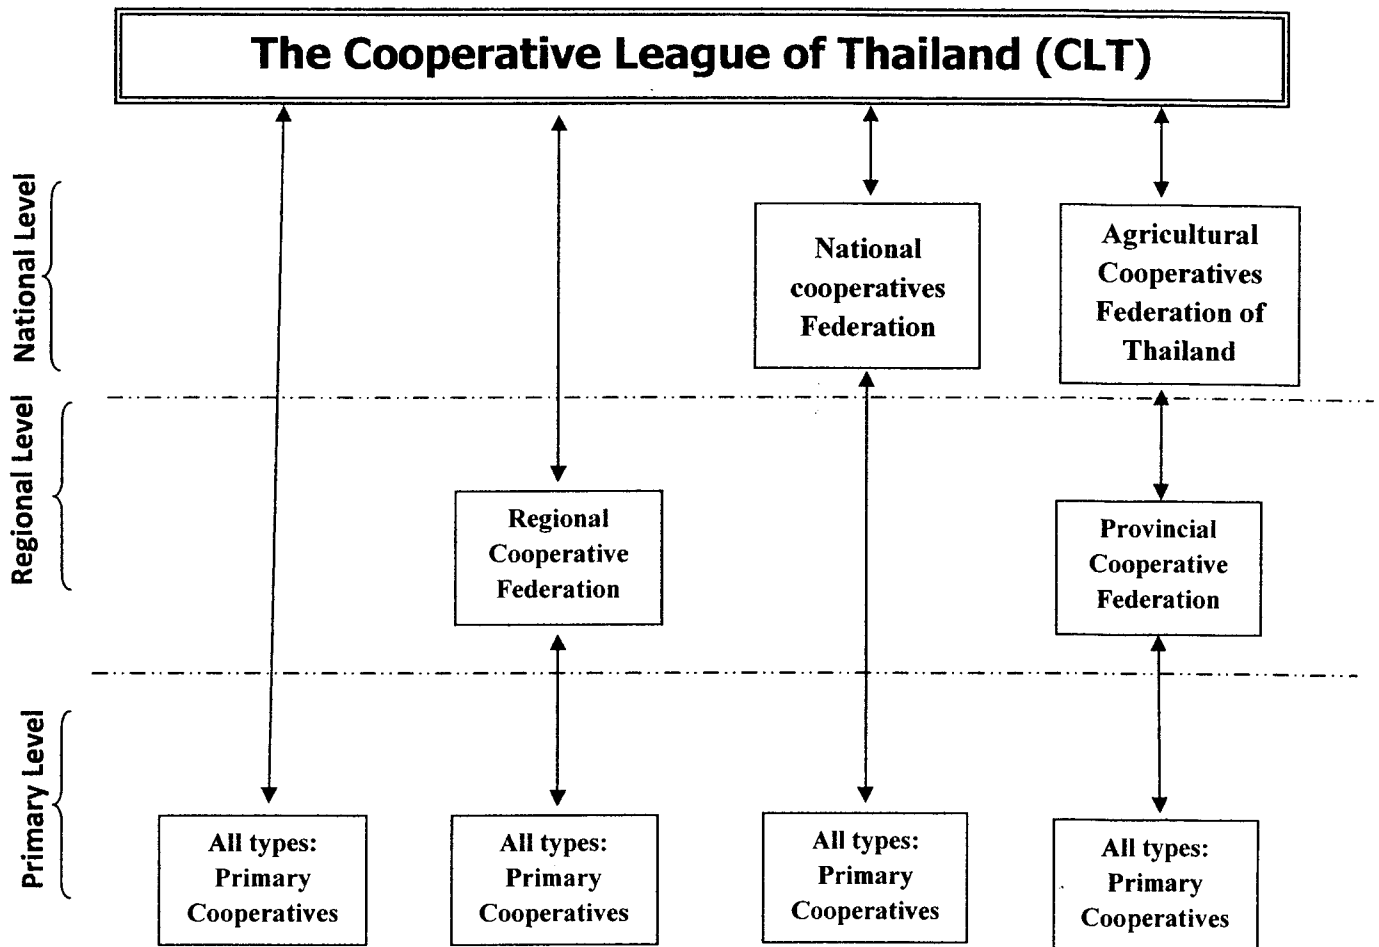 The Cooperative League of Thailand (CLT)
National Level
National
cooperatives
Federation
Agricultural
Cooperatives
Federation of
Thailand
Regional Level
Regional
Cooperative
Federation
Provincial
Cooperative
Federation
Primary Level
All types:
Primary
Cooperatives
All types:
Primary
Cooperatives
All types:
Primary
Cooperatives
All types:
Primary
Cooperatives